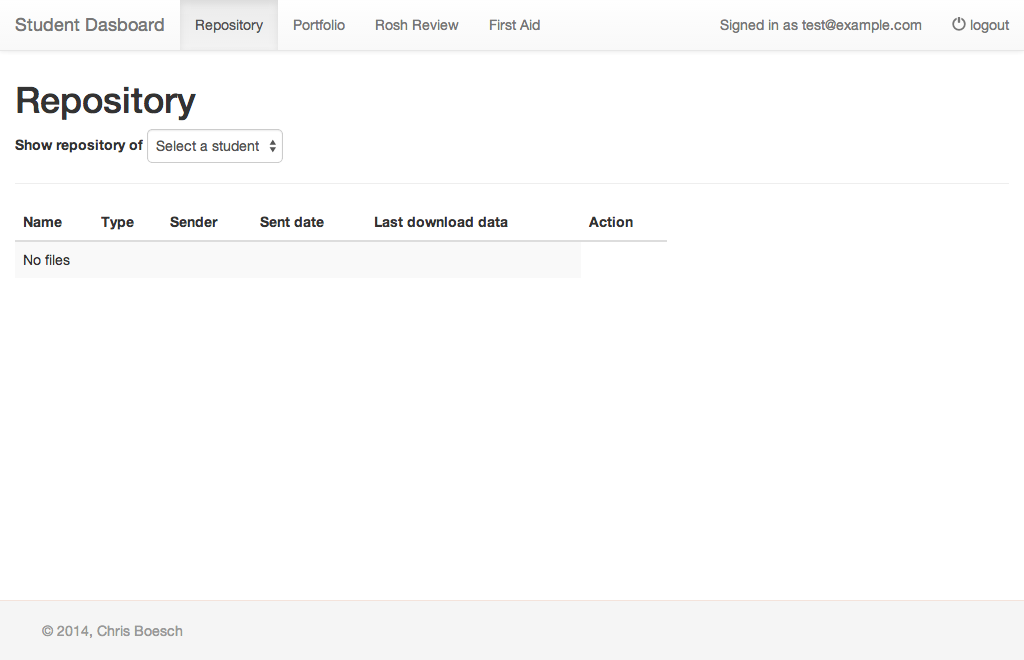 Student Dasboard Repository Portfolio Rosh Review First Aid Signed in as test@example.com logout
Repository
Show repository of Select a student
Name Type Sender Sent date Last download data Action
No files
© 2014, Chris Boesch